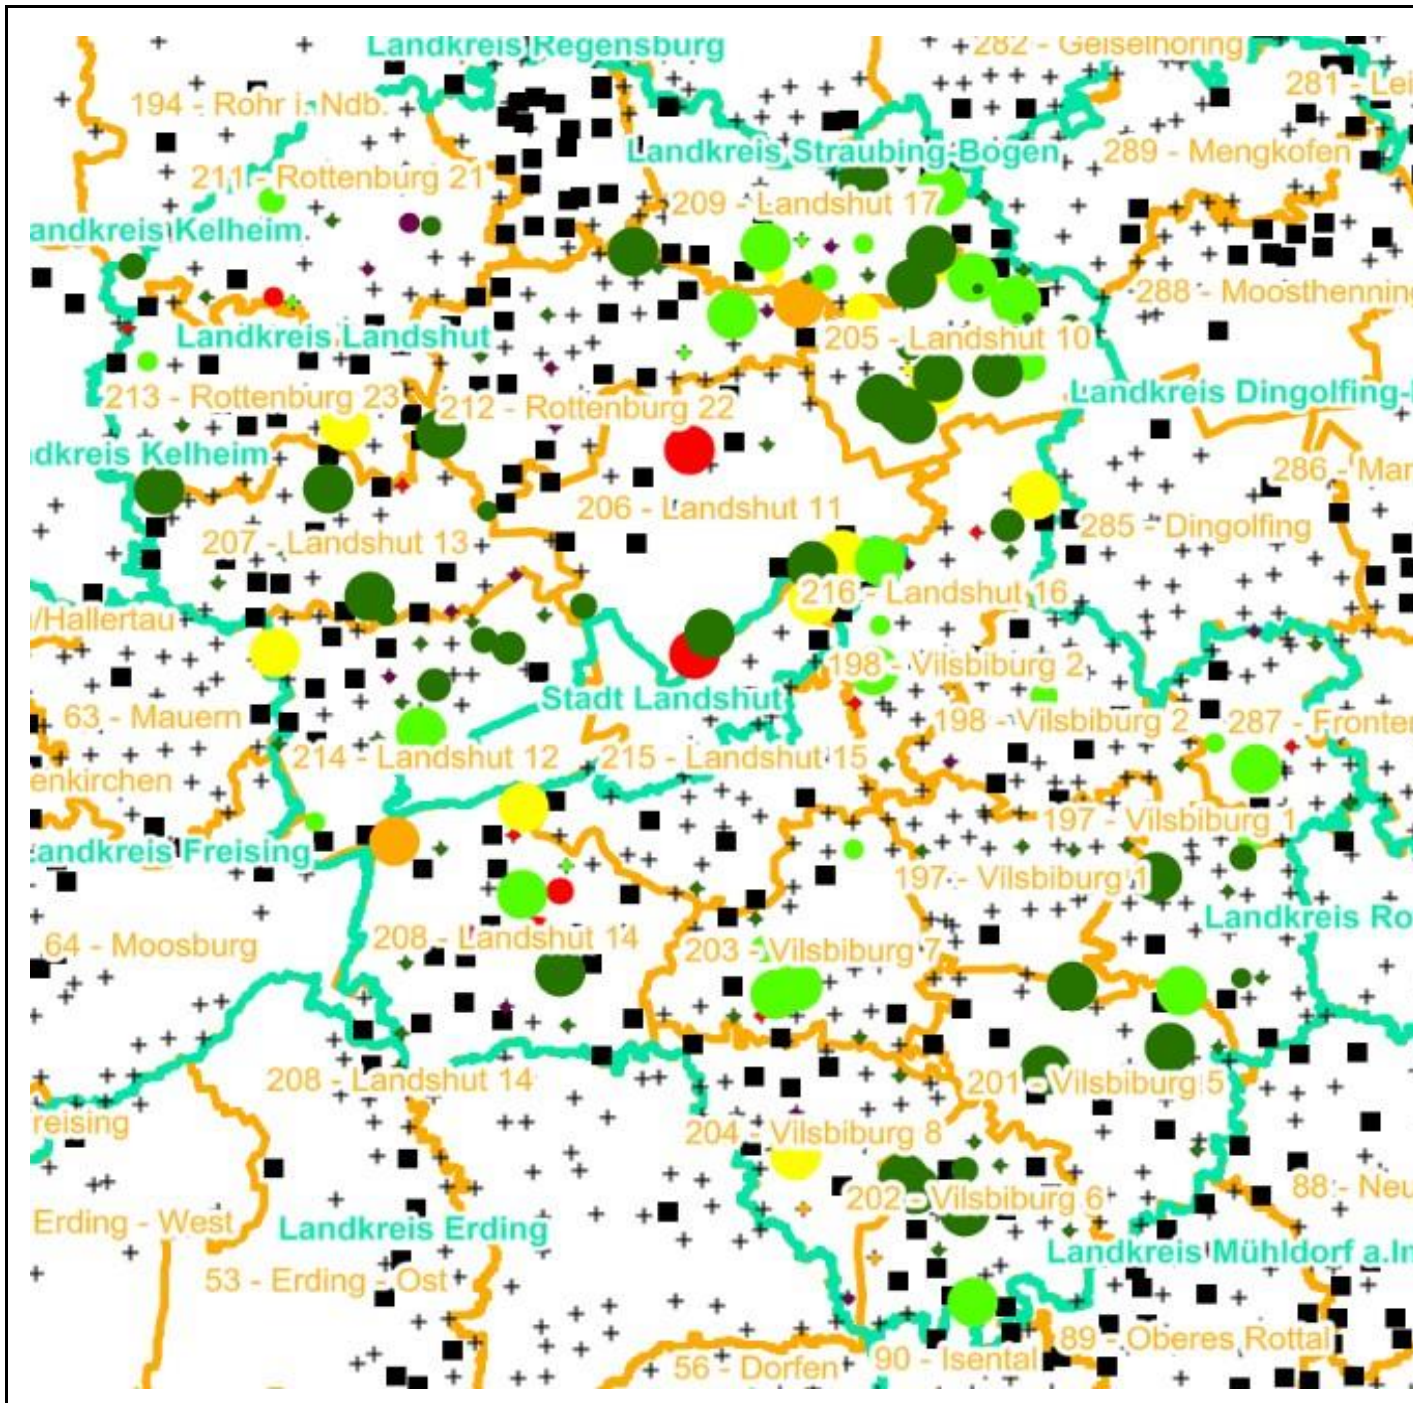 Landkreis Regensburg
282 - Geiselhöring
281 - Lei
194 - Rohr i. Ndb.
Landkreis Straubing-Bogen
289 - Mengkofen
211 - Rottenburg 21
209 - Landshut 17
andkreis Kelheim
288 - Moosthenning
Landkreis Landshut
205 - Landshut 10
Landkreis Dingolfing-
213 - Rottenburg 23
212 - Rottenburg 22
dkreis Kelheim
286 - Mar
206 - Landshut 11
285 - Dingolfing
207 - Landshut 13
216 - Landshut 16
/Hallertau
198 - Vilsbiburg 2
Stadt Landshut
63 - Mauern
198 - Vilsbiburg 2
287 - Fronten
214 - Landshut 12
215 - Landshut 15
enkirchen
197 - Vilsbiburg 1
Landkreis Freising
197 - Vilsbiburg 1
Landkreis Ro
64 - Moosburg
208 - Landshut 14
203 - Vilsbiburg 7
208 - Landshut 14
201 - Vilsbiburg 5
reising
204 - Vilsbiburg 8
88 - Neu
202 - Vilsbiburg 6
Erding - West
Landkreis Erding
Landkreis Mühldorf a.In
53 - Erding - Ost
89 - Oberes Rottal
56 - Dorfen
90 - Isental